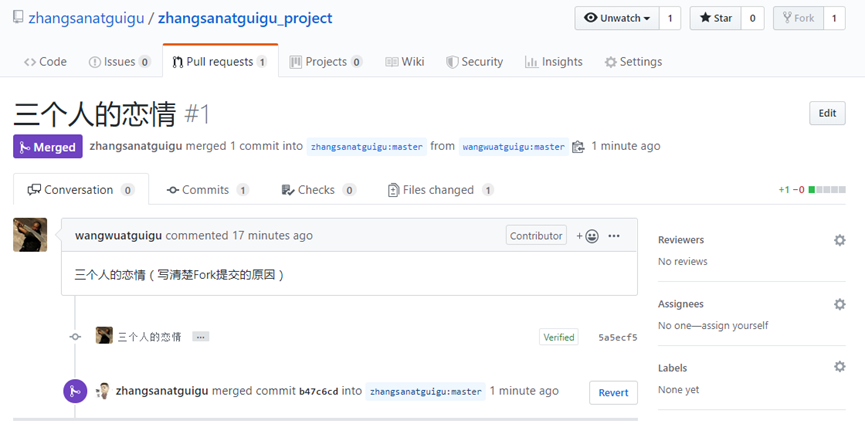 zhangsanatguigu / zhangsanatguigu_project
Unwatch 1 Star 0 Fork 1
Code Issues 0 Pull requests 1 Projects 0 Wiki Security Insights Settings
三个人的恋情 #1
Edit
Merged zhangsanatguigu merged 1 commit into zhangsanatguigu:master from wangwuatguigu:master 1 minute ago
Conversation 0 Commits 1 Checks 0 Files changed 1 +1 −0
wangwuatguigu commented 17 minutes ago Contributor + ...
三个人的恋情（写清楚Fork提交的原因）
三个人的恋情 ... Verified 5a5ecf5
zhangsanatguigu merged commit b47c6cd into zhangsanatguigu:master 1 minute ago Revert
Reviewers
No reviews
Assignees
No one—assign yourself
Labels
None yet